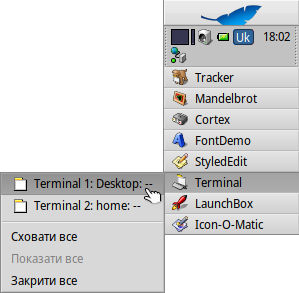 Uk 18:02
Tracker
Mandelbrot
Cortex
FontDemo
StyledEdit
Terminal
LaunchBox
Icon-O-Matic
Terminal 1: Desktop: --
Terminal 2: home: --
Сховати все
Показати все
Закрити все